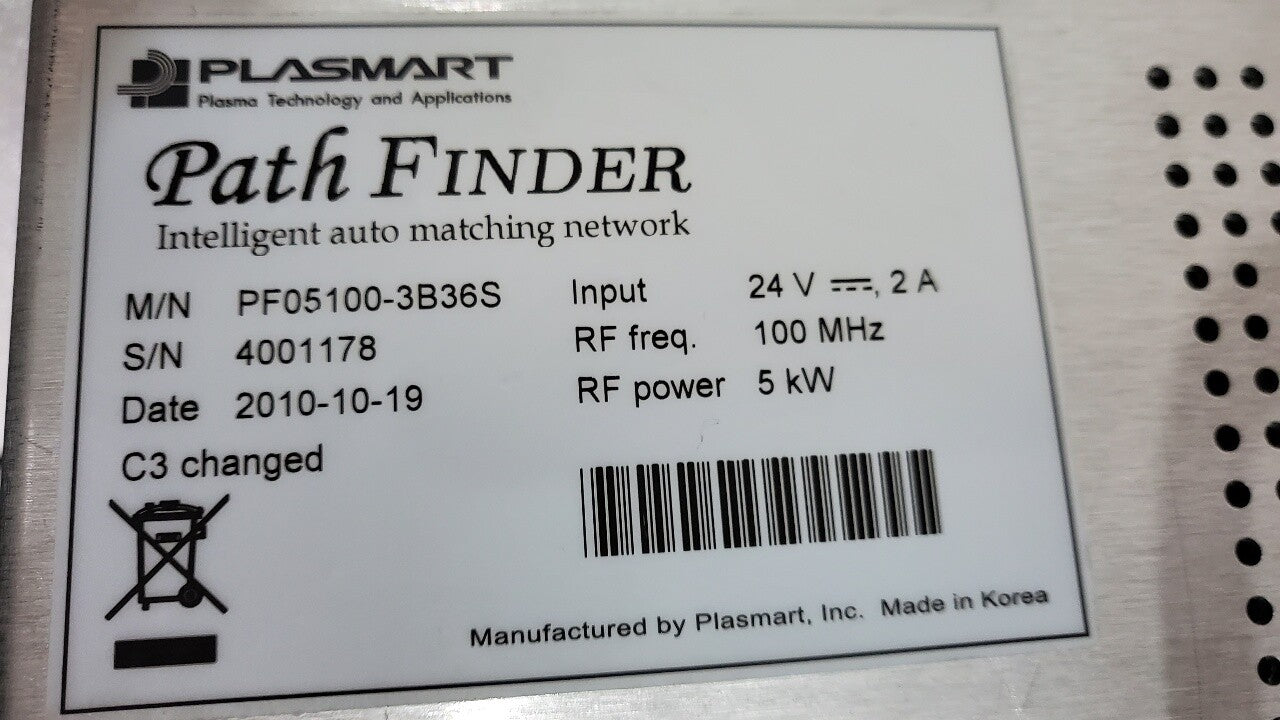 PLASMART
Plasma Technology and Applications
Path FINDER
Intelligent auto matching network
M/N PF05100-3B36S
S/N 4001178
Date 2010-10-19
C3 changed
Input 24 V ⎓, 2 A
RF freq. 100 MHz
RF power 5 kW
Manufactured by Plasmart, Inc. Made in Korea